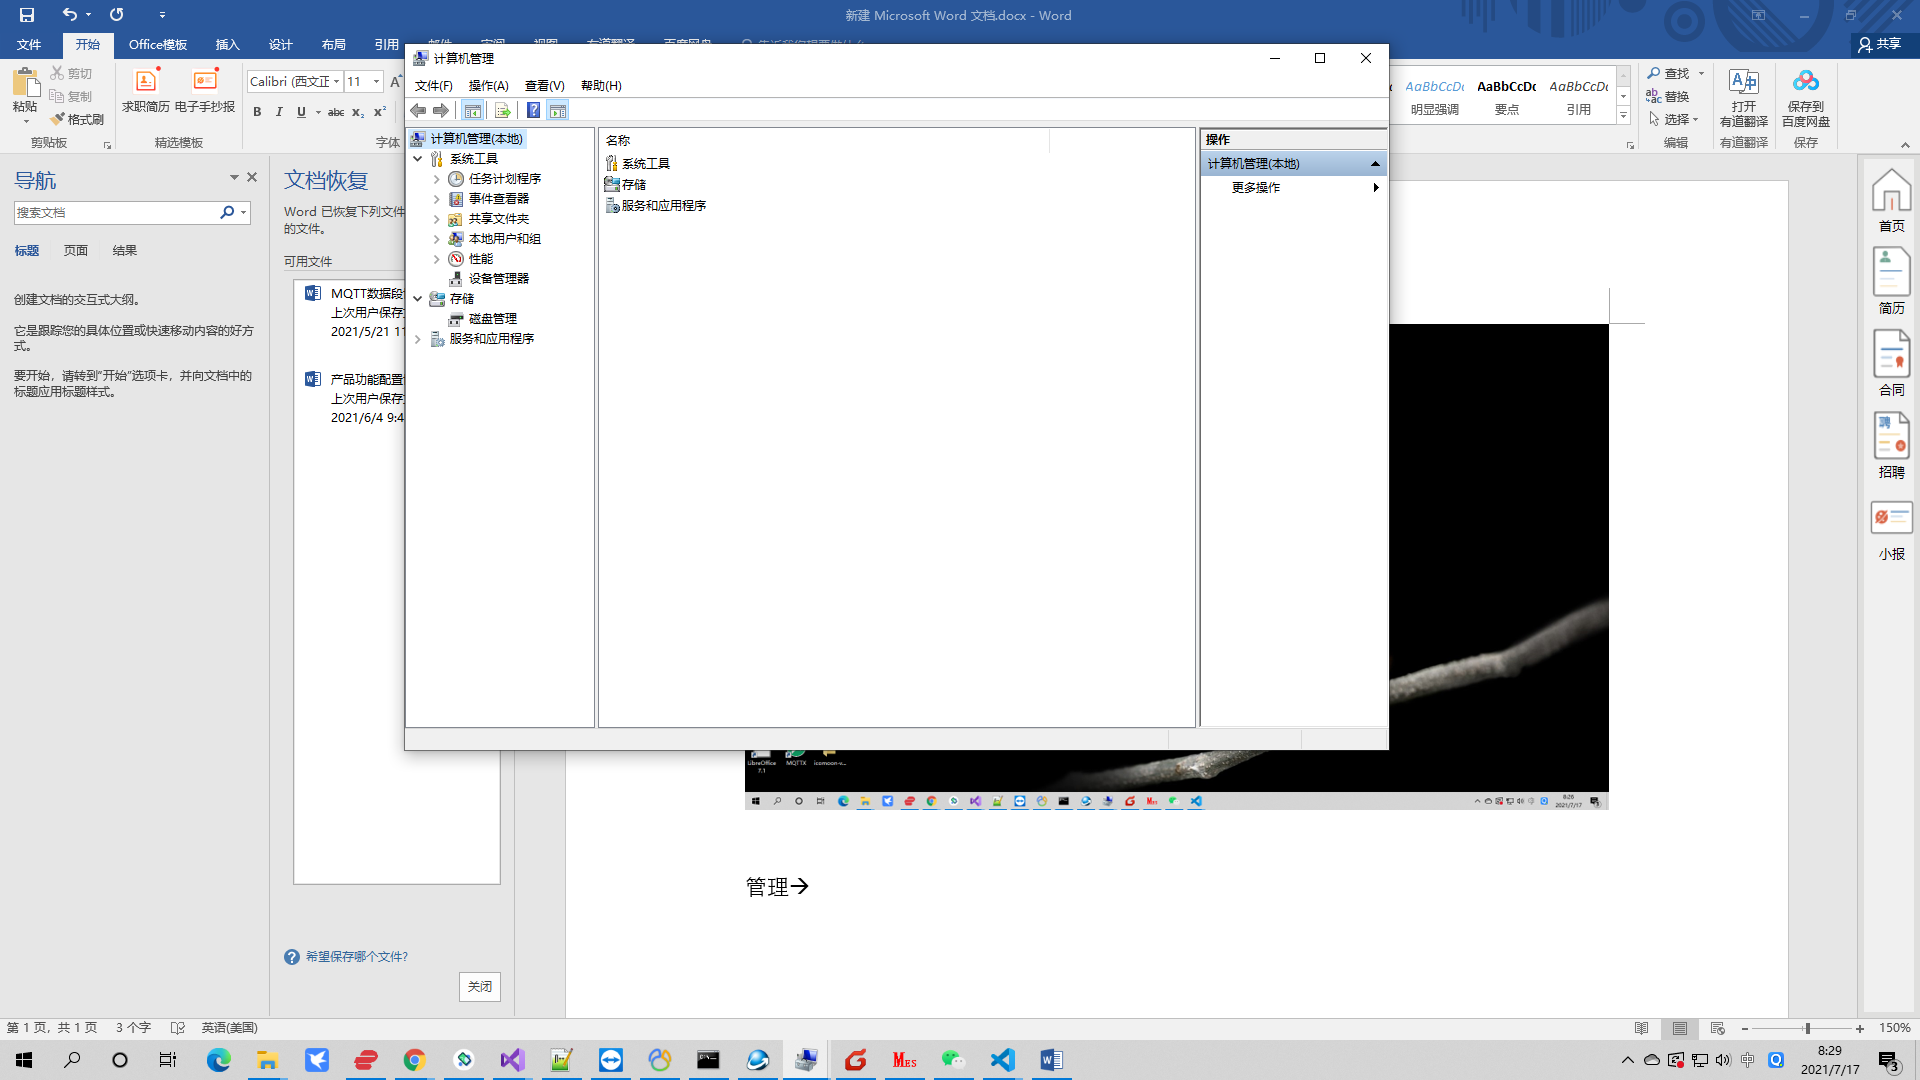 新建 Microsoft Word 文档.docx - Word
文件 开始 Office模板 插入 设计 布局 引用
共享
剪切
复制
格式刷
粘贴
剪贴板
求职简历 电子手抄报
精选模板
Calibri (西文正 11
B I U abc x₂ x²
字体
AaBbCcDc AaBbCcDc AaBbCcDc
明显强调 要点 引用
查找
替换
选择
编辑
打开
有道翻译
有道翻译
保存到
百度网盘
保存
导航
搜索文档
标题 页面 结果
创建文档的交互式大纲。
它是跟踪您的具体位置或快速移动内容的好方
式。
要开始，请转到“开始”选项卡，并向文档中的
标题应用标题样式。
文档恢复
Word 已恢复下列文件
的文件。
可用文件
MQTT数据段
上次用户保存
2021/5/21 11
产品功能配置
上次用户保存
2021/6/4 9:4
希望保存哪个文件?
关闭
计算机管理
文件(F) 操作(A) 查看(V) 帮助(H)
计算机管理(本地)
系统工具
任务计划程序
事件查看器
共享文件夹
本地用户和组
性能
设备管理器
存储
磁盘管理
服务和应用程序
名称
系统工具
存储
服务和应用程序
操作
计算机管理(本地)
更多操作
LibreOffice
7.1
MQTTX
icomoon-v...
8:26
2021/7/17
管理→
首页
简历
合同
招聘
小报
第 1 页，共 1 页 3 个字 英语(美国)
150%
MES
中
8:29
2021/7/17
3